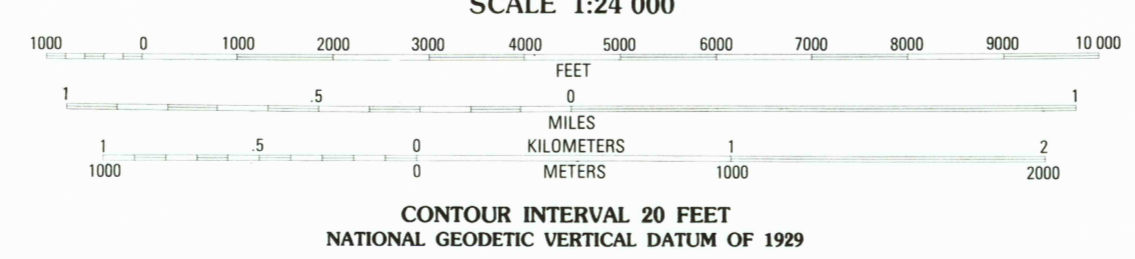 SCALE 1:24 000
1000 0 1000 2000 3000 4000 5000 6000 7000 8000 9000 10 000
FEET
1 .5 0 1
MILES
1 .5 0 KILOMETERS 1 2
1000 0 METERS 1000 2000
CONTOUR INTERVAL 20 FEET
NATIONAL GEODETIC VERTICAL DATUM OF 1929